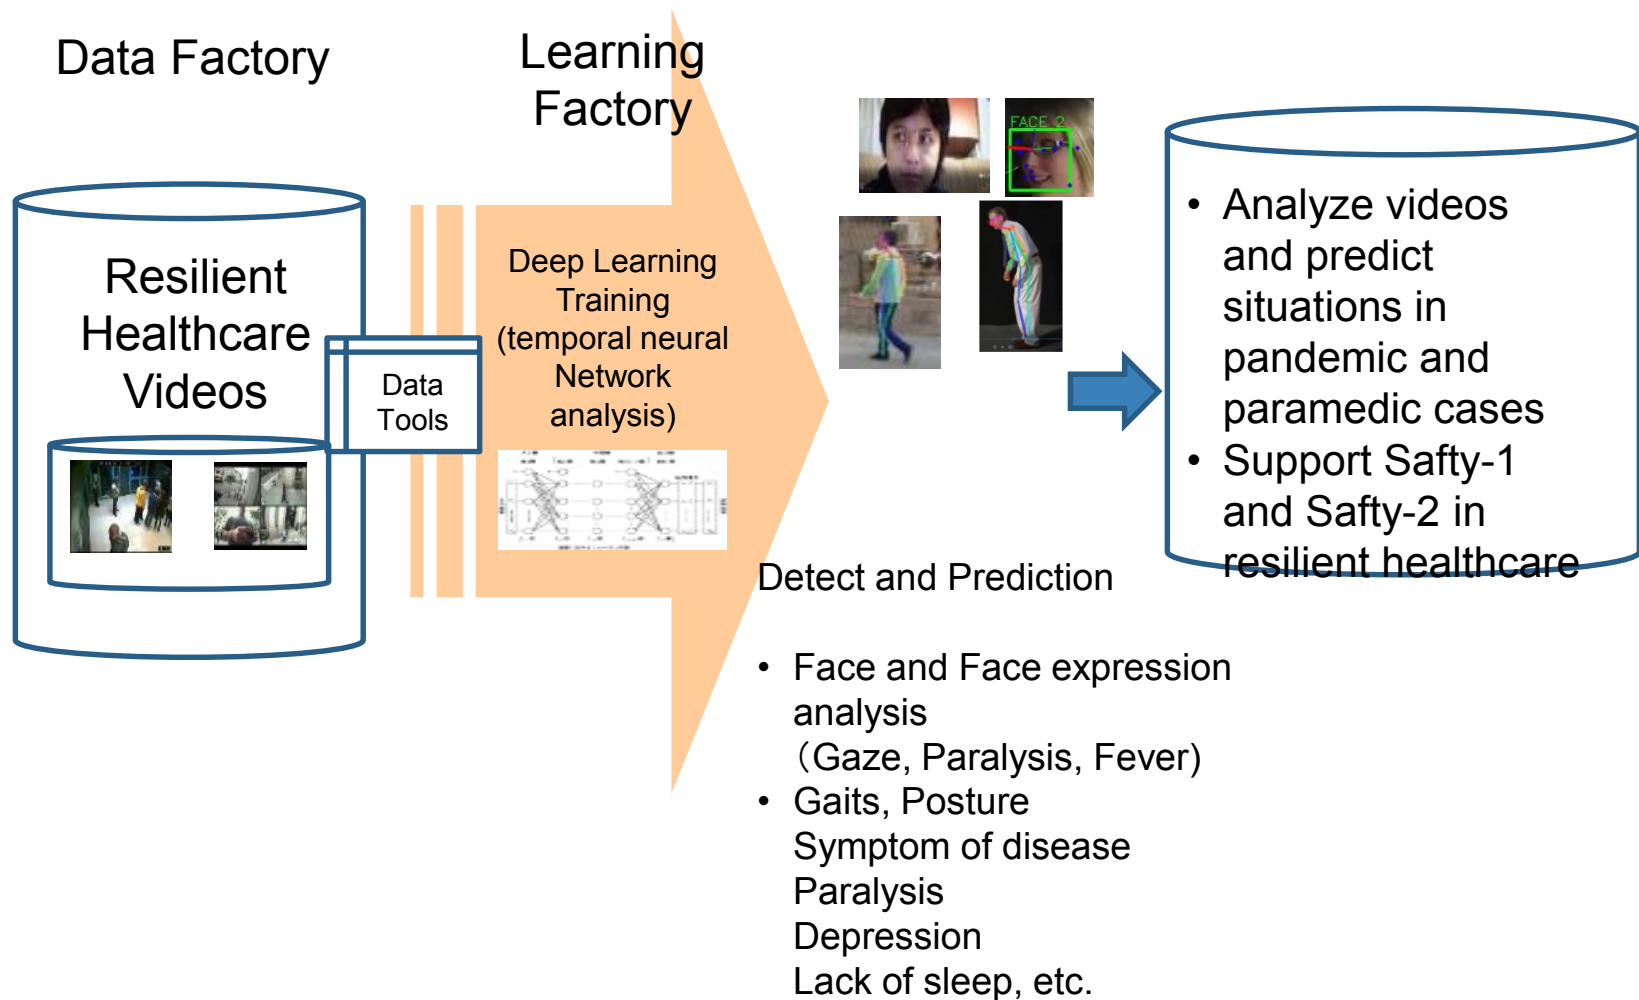 Data Factory
Learning
Factory
Resilient
Healthcare
Videos
Data
Tools
Deep Learning
Training
(temporal neural
Network
analysis)
FACE 2
Detect and Prediction
• Face and Face expression
analysis
（Gaze, Paralysis, Fever)
• Gaits, Posture
Symptom of disease
Paralysis
Depression
Lack of sleep, etc.
• Analyze videos
and predict
situations in
pandemic and
paramedic cases
• Support Safty-1
and Safty-2 in
resilient healthcare